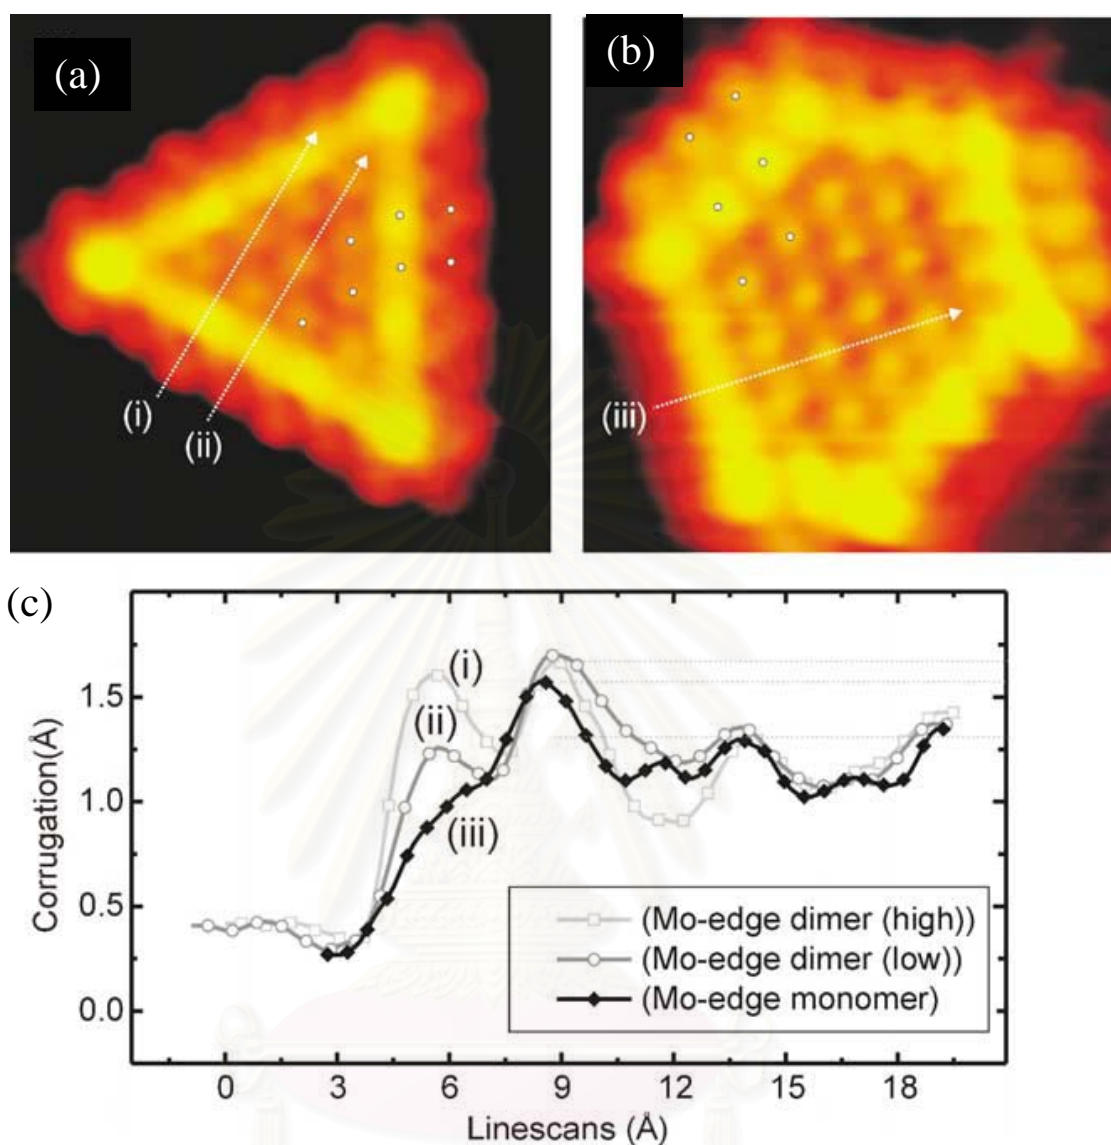 (a)
(b)
(i)
(ii)
(iii)
(c)
Corrugation(Å)
1.5
1.0
0.5
0.0
(i)
(ii)
(iii)
(Mo-edge dimer (high))
(Mo-edge dimer (low))
(Mo-edge monomer)
0 3 6 9 12 15 18
Linescans (Å)